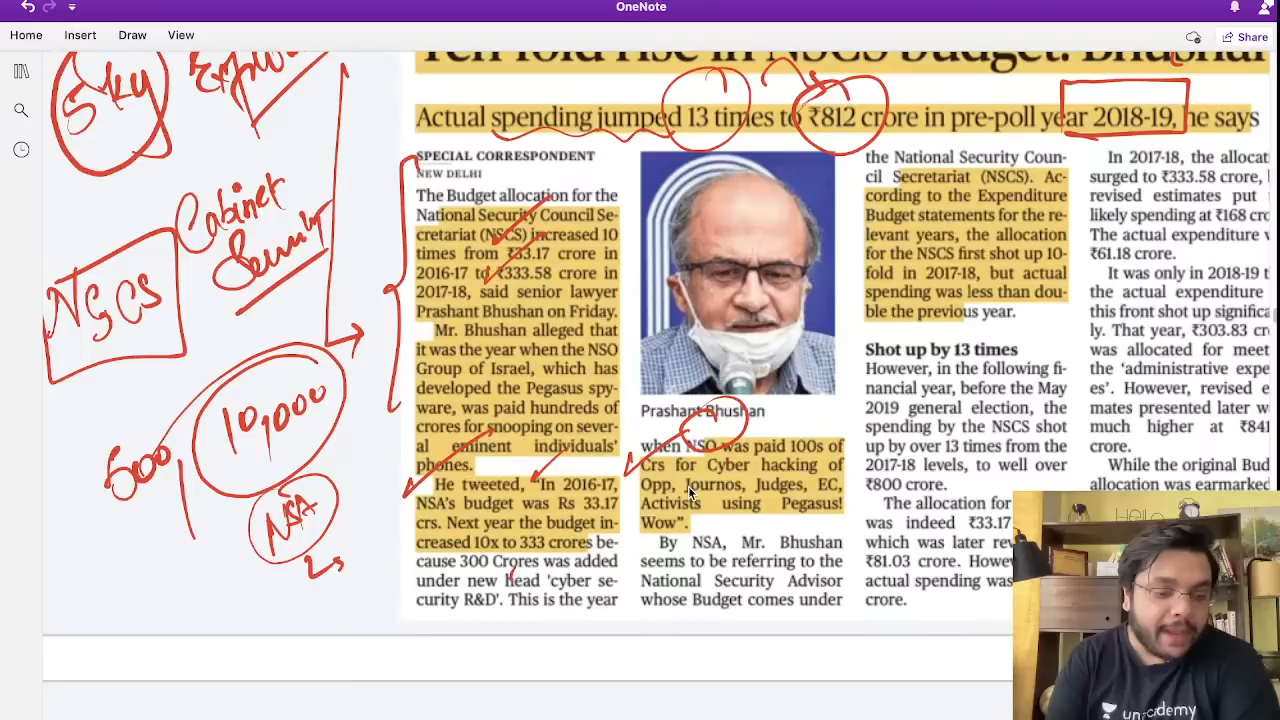 OneNote
Home Insert Draw View Share
Ten fold rise in NSCS budget: Bhushan
Actual spending jumped 13 times to ₹812 crore in pre-poll year 2018-19, he says
SPECIAL CORRESPONDENT
NEW DELHI
The Budget allocation for the
National Security Council Se-
cretariat (NSCS) increased 10
times from ₹33.17 crore in
2016-17 to ₹333.58 crore in
2017-18, said senior lawyer
Prashant Bhushan on Friday.
Mr. Bhushan alleged that
it was the year when the NSO
Group of Israel, which has
developed the Pegasus spy-
ware, was paid hundreds of
crores for snooping on sever-
al eminent individuals'
phones.
He tweeted, "In 2016-17,
NSA's budget was Rs 33.17
crs. Next year the budget in-
creased 10x to 333 crores be-
cause 300 Crores was added
under new head 'cyber se-
curity R&D'. This is the year
Prashant Bhushan
when NSO was paid 100s of
Crs for Cyber hacking of
Opp, Journos, Judges, EC,
Activists using Pegasus!
Wow".
By NSA, Mr. Bhushan
seems to be referring to the
National Security Advisor
whose Budget comes under
the National Security Coun-
cil Secretariat (NSCS). Ac-
cording to the Expenditure
Budget statements for the re-
levant years, the allocation
for the NSCS first shot up 10-
fold in 2017-18, but actual
spending was less than dou-
ble the previous year.
Shot up by 13 times
However, in the following fi-
nancial year, before the May
2019 general election, the
spending by the NSCS shot
up by over 13 times from the
2017-18 levels, to well over
₹800 crore.
The allocation for
was indeed ₹33.17
which was later rev
₹81.03 crore. Howev
actual spending was
crore.
In 2017-18, the allocat
surged to ₹333.58 crore,
revised estimates put
likely spending at ₹168 cro
The actual expenditure w
₹61.18 crore.
It was only in 2018-19 t
the actual expenditure
this front shot up significa
ly. That year, ₹303.83 cr
was allocated for meet
the 'administrative expe
es'. However, revised e
mates presented later w
much higher at ₹841
crore.
While the original Bud
allocation was earmarked
Sky
Cabinet
Security
NSCS
10,000
500
NSA
Hello
unacademy